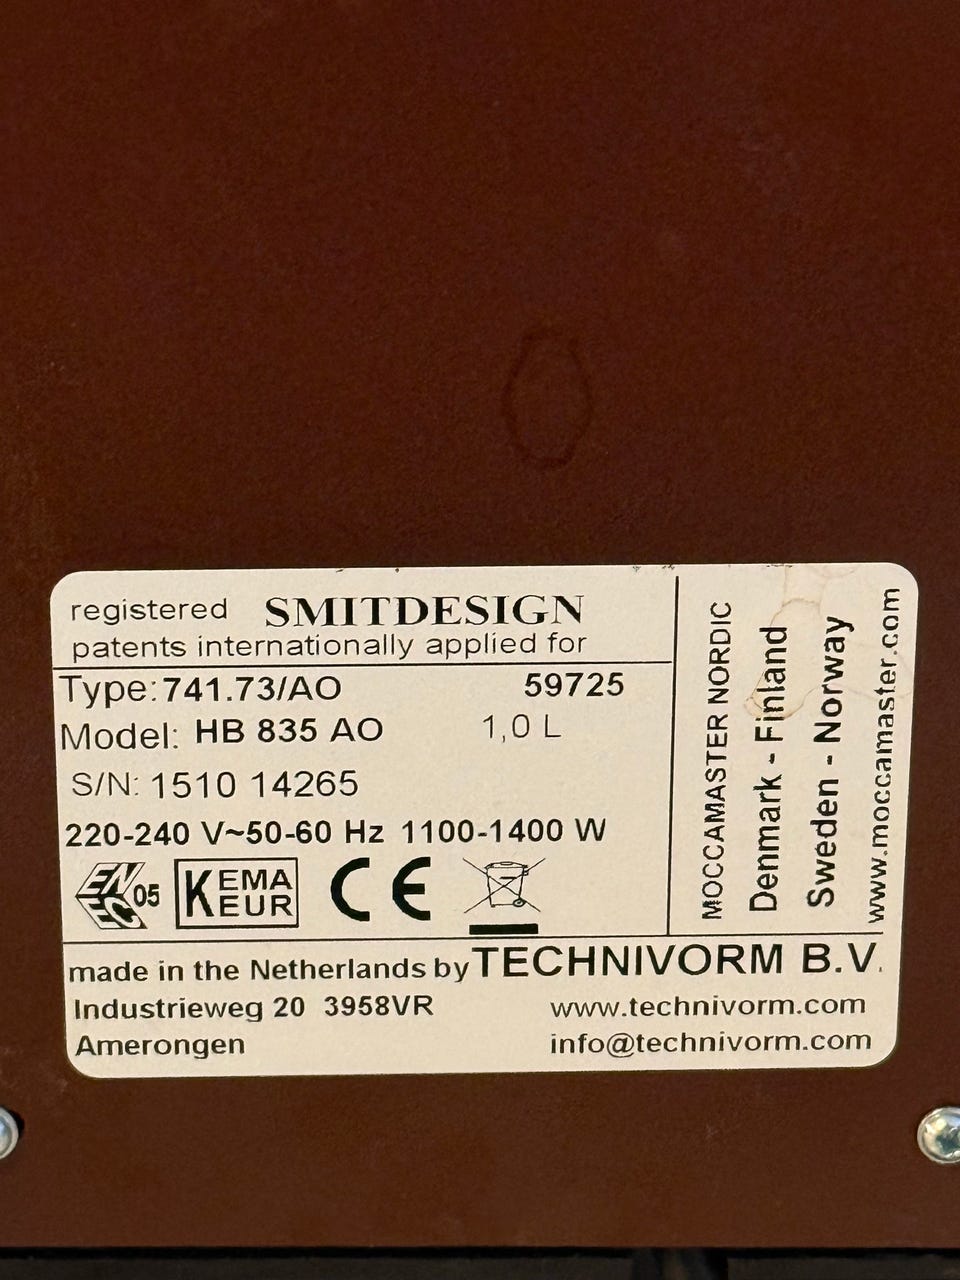 registered SMITDESIGN
patents internationally applied for
Type: 741.73/AO 59725
Model: HB 835 AO 1,0 L
S/N: 1510 14265
220-240 V~50-60 Hz 1100-1400 W
ENEC 05 KEMA KEUR CE
MOCCAMASTER NORDIC
Denmark - Finland
Sweden - Norway
www.moccamaster.com
made in the Netherlands by TECHNIVORM B.V.
Industrieweg 20 3958VR www.technivorm.com
Amerongen info@technivorm.com